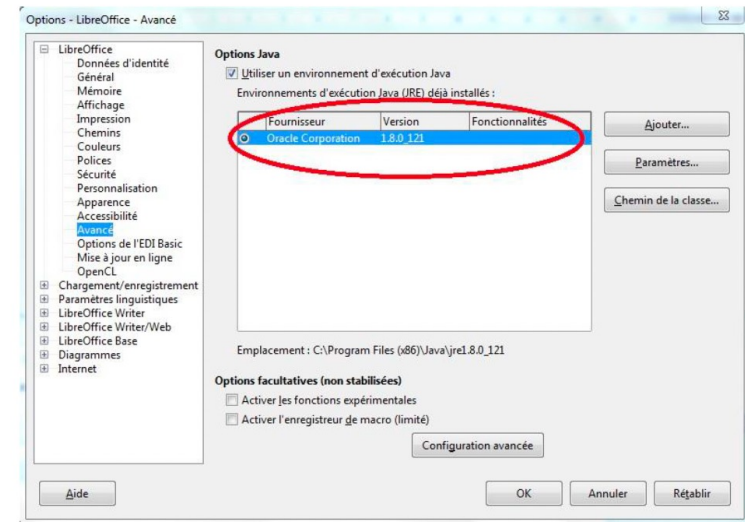 Options - LibreOffice - Avancé
LibreOffice
Données d'identité
Général
Mémoire
Affichage
Impression
Chemins
Couleurs
Polices
Sécurité
Personnalisation
Apparence
Accessibilité
Avancé
Options de l'EDI Basic
Mise à jour en ligne
OpenCL
Chargement/enregistrement
Paramètres linguistiques
LibreOffice Writer
LibreOffice Writer/Web
LibreOffice Base
Diagrammes
Internet
Options Java
Utiliser un environnement d'exécution Java
Environnements d'exécution Java (JRE) déjà installés :
Fournisseur Version Fonctionnalités
Oracle Corporation 1.8.0_121
Ajouter...
Paramètres...
Chemin de la classe...
Emplacement : C:\Program Files (x86)\Java\jre1.8.0_121
Options facultatives (non stabilisées)
Activer les fonctions expérimentales
Activer l'enregistreur de macro (limité)
Configuration avancée
Aide OK Annuler Rétablir